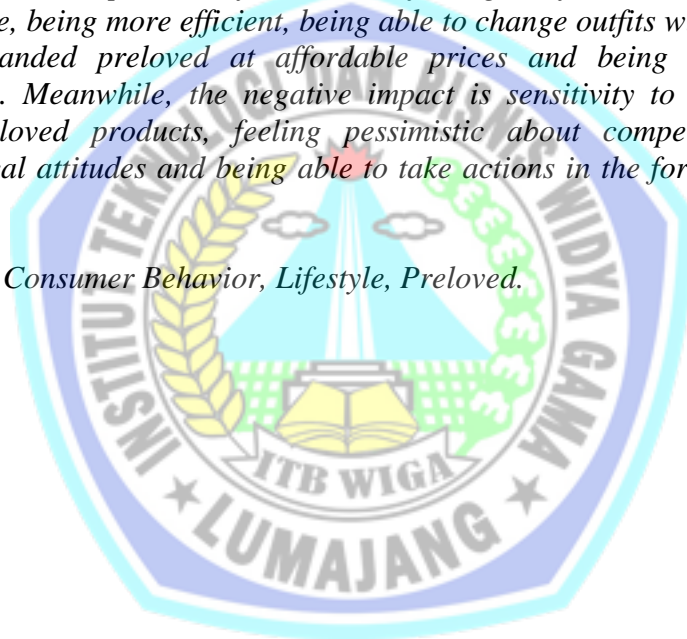 e, being more efficient, being able to change outfits w
anded preloved at affordable prices and being
. Meanwhile, the negative impact is sensitivity to
loved products, feeling pessimistic about compe
al attitudes and being able to take actions in the for
Consumer Behavior, Lifestyle, Preloved.
INSTITUT TEKNOLOGI DAN BISNIS WIDYA GAMA
ITB WIGA
LUMAJANG